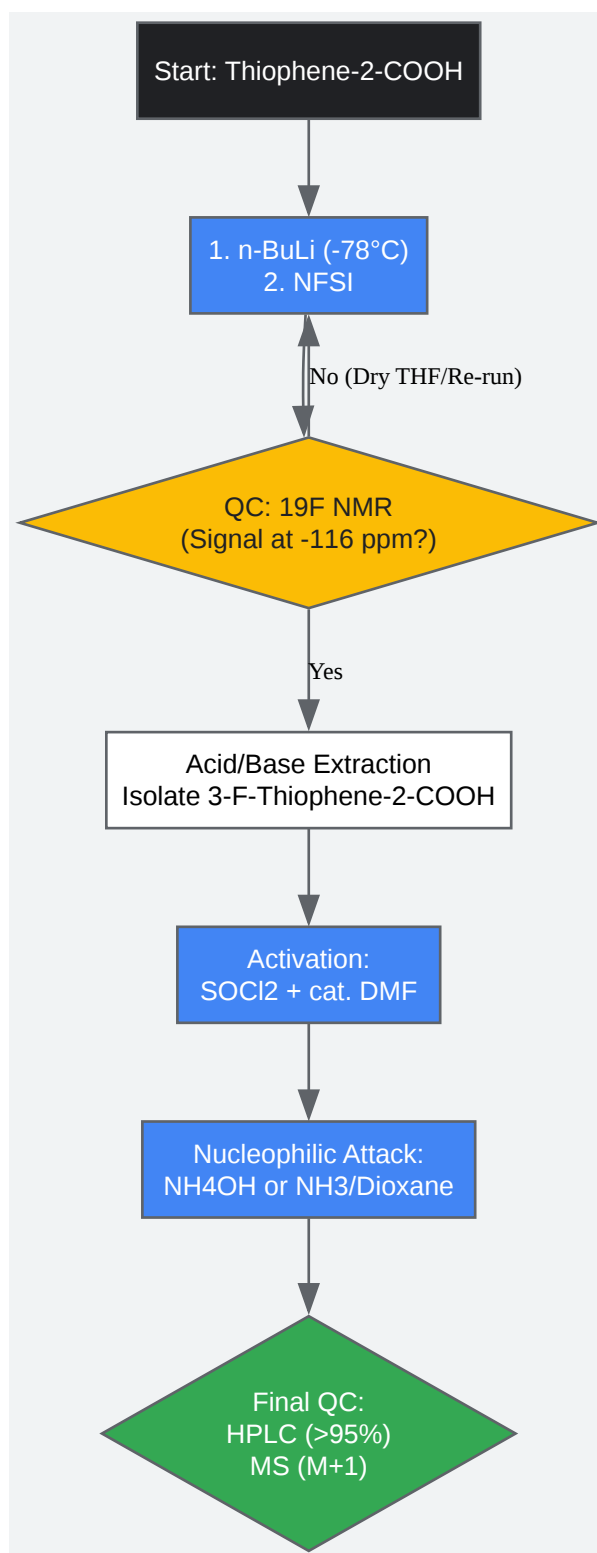 Start: Thiophene-2-COOH
1. n-BuLi (-78°C)
2. NFSI
No (Dry THF/Re-run)
QC: 19F NMR
(Signal at -116 ppm?)
Yes
Acid/Base Extraction
Isolate 3-F-Thiophene-2-COOH
Activation:
SOCl2 + cat. DMF
Nucleophilic Attack:
NH4OH or NH3/Dioxane
Final QC:
HPLC (>95%)
MS (M+1)